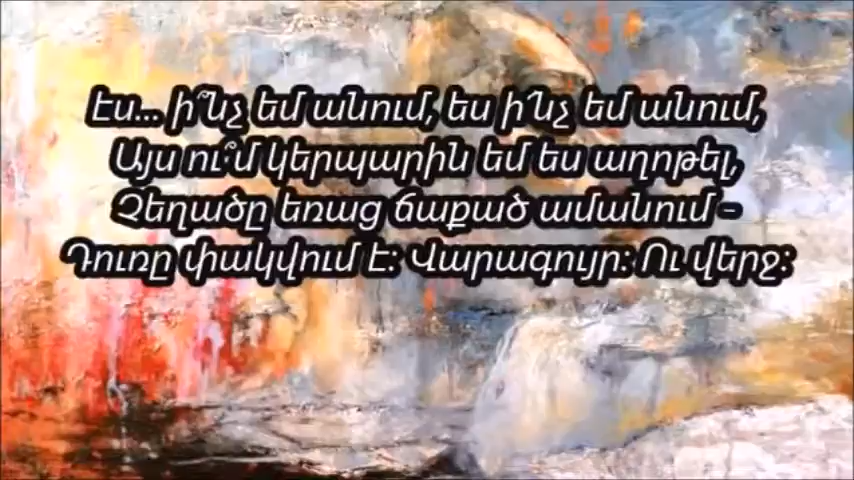 Էս... ի՞նչ եմ անում, ես ի՛նչ եմ անում,
Այս ու՞մ կերպարին եմ ես աղոթել,
Չեղածը եռաց ճաքած ամանում –
Դուռը փակվում է: Վարագույր: Ու վերջ: